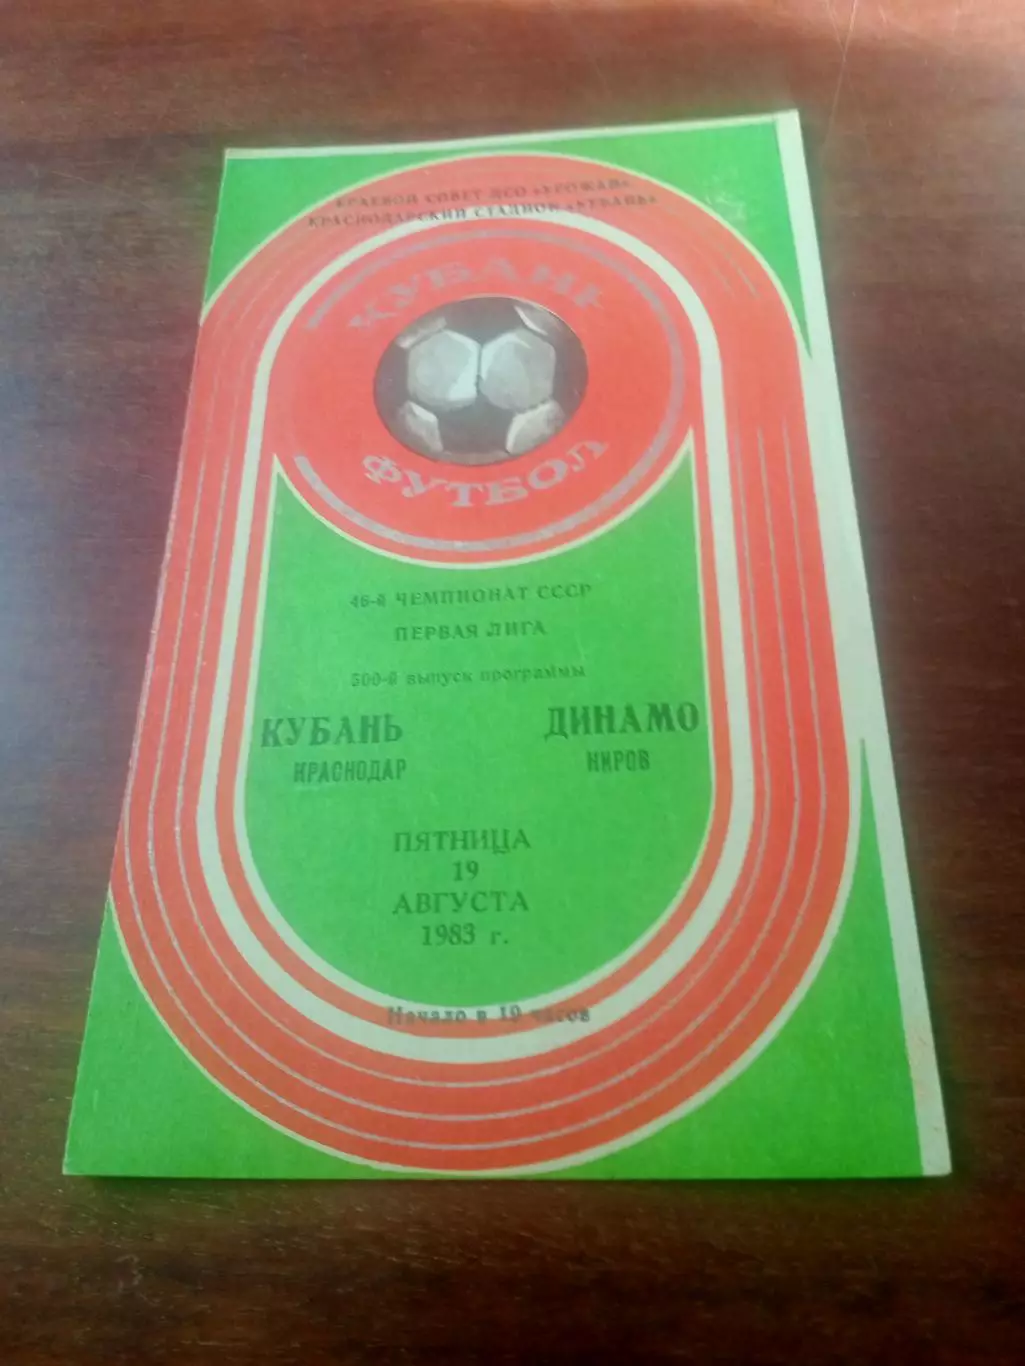 КРАЕВОЙ СОВЕТ ДСО «УРОЖАЙ»
КРАСНОДАРСКИЙ СТАДИОН «КУБАНЬ»
КУБАНЬ
ФУТБОЛ
46-й ЧЕМПИОНАТ СССР
ПЕРВАЯ ЛИГА
500-й выпуск программы
КУБАНЬ ДИНАМО
КРАСНОДАР КИРОВ
ПЯТНИЦА
19
АВГУСТА
1983 г.
Начало в 19 часов